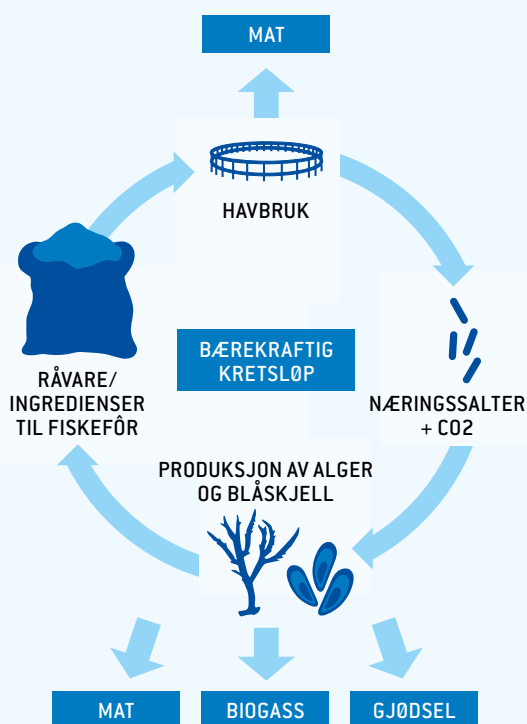 MAT
HAVBRUK
BÆREKRAFTIG
KRETSLØP
RÅVARE/
INGREDIENSER
TIL FISKEFÔR
NÆRINGSSALTER
+ CO2
PRODUKSJON AV ALGER
OG BLÅSKJELL
MAT
BIOGASS
GJØDSEL